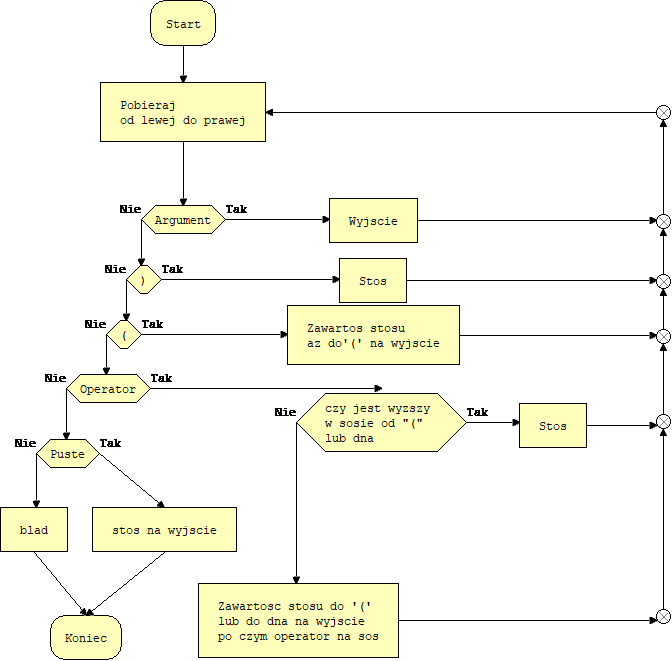 Start
Pobieraj
od lewej do prawej
Nie
Tak
Argument
Wyjscie
Nie
Tak
)
Stos
Nie
Tak
(
Zawartos stosu
az do'(' na wyjscie
Nie
Tak
Operator
Nie
Tak
czy jest wyzszy
w sosie od "("
lub dna
Stos
Nie
Tak
Puste
blad
stos na wyjscie
Zawartosc stosu do '('
lub do dna na wyjscie
po czym operator na sos
Koniec